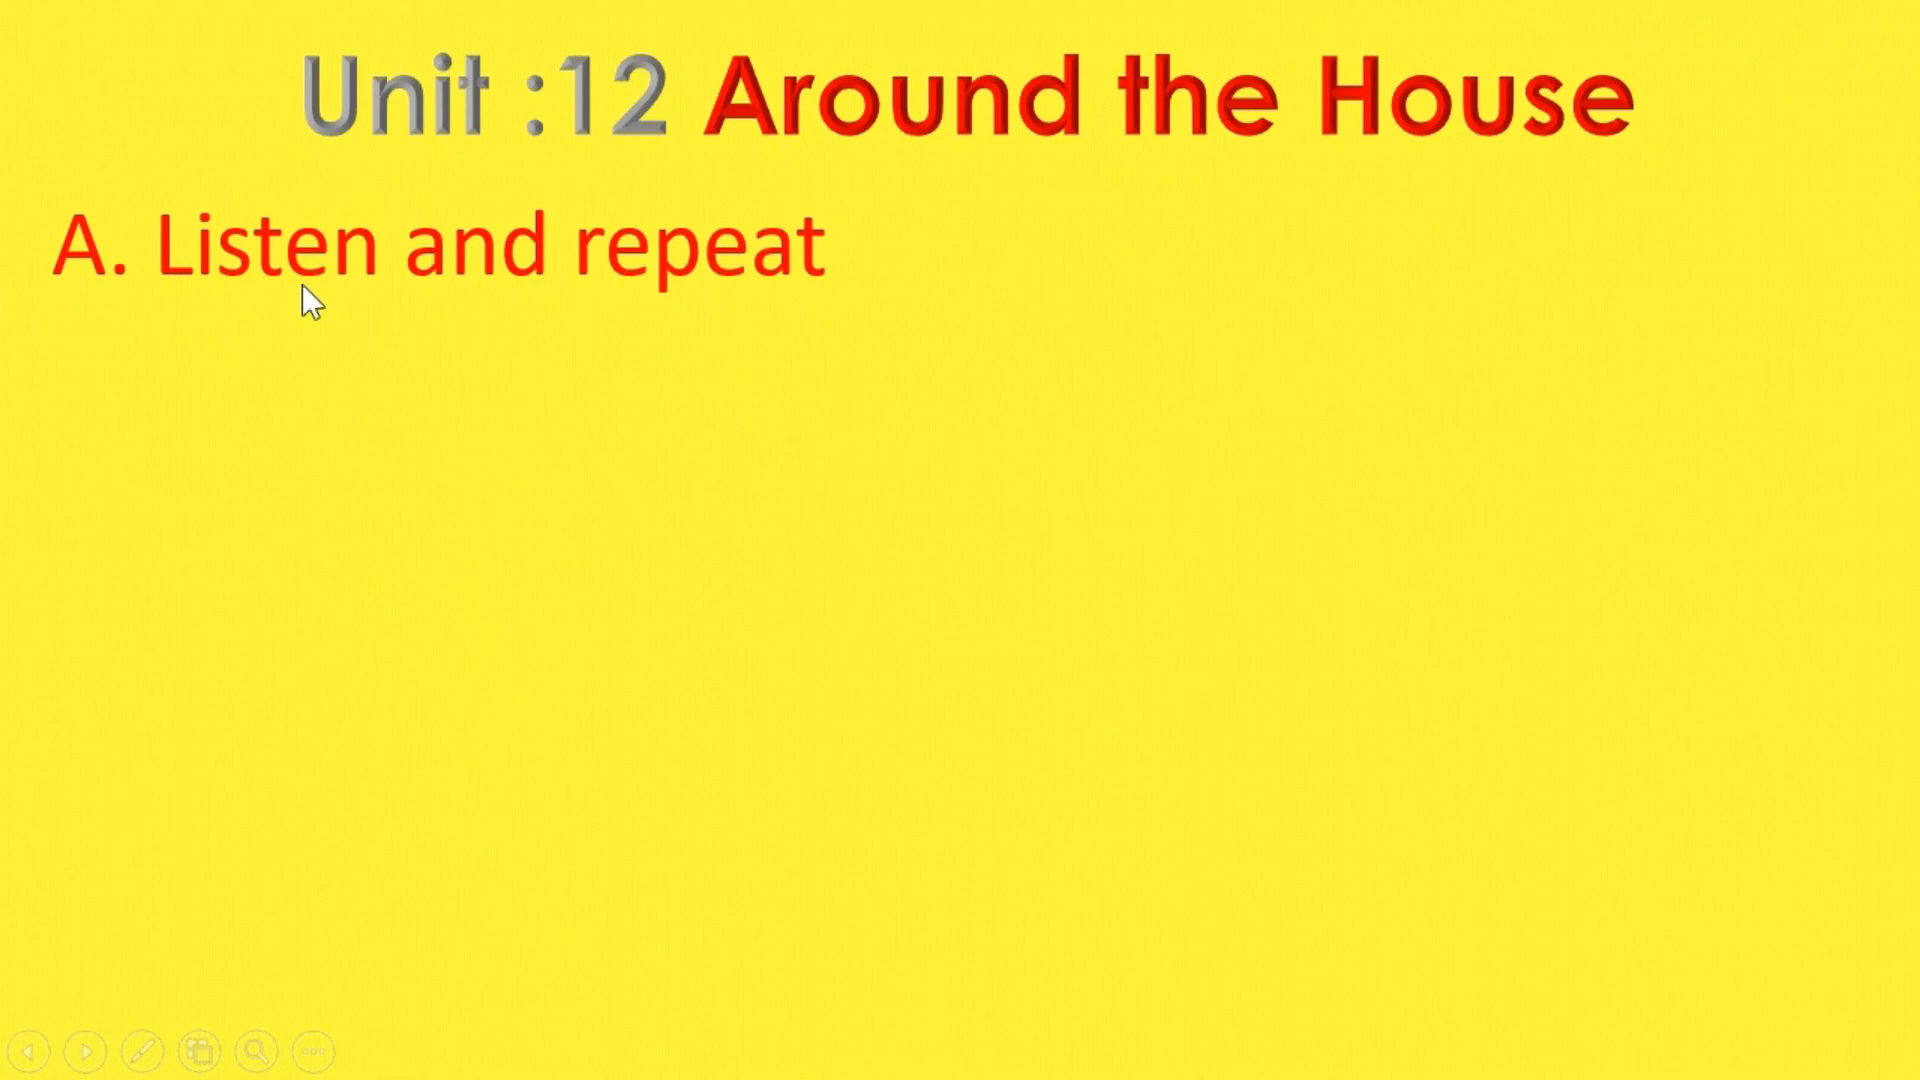 Unit :12 Around the House
A. Listen and repeat